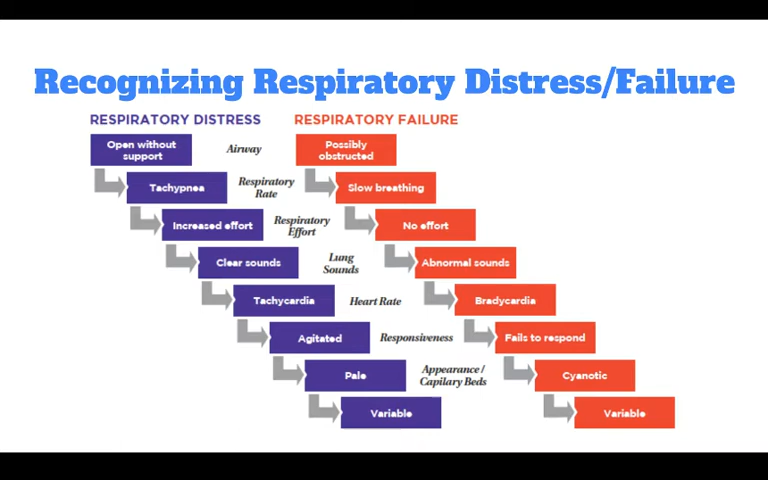 Recognizing Respiratory Distress/Failure
RESPIRATORY DISTRESS
RESPIRATORY FAILURE
Open without
support
Airway
Possibly
obstructed
Tachypnea
Respiratory
Rate
Slow breathing
Increased effort
Respiratory
Effort
No effort
Clear sounds
Lung
Sounds
Abnormal sounds
Tachycardia
Heart Rate
Bradycardia
Agitated
Responsiveness
Fails to respond
Pale
Appearance /
Capilary Beds
Cyanotic
Variable
Variable